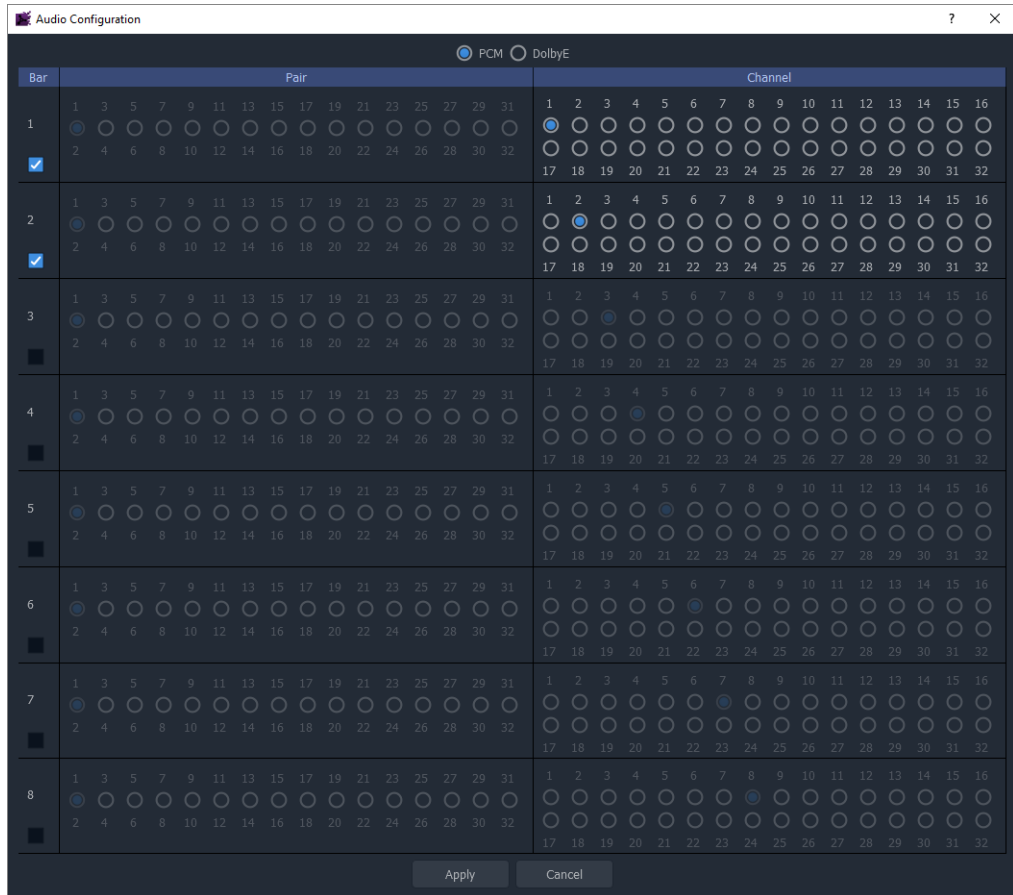 Audio Configuration ? ×
PCM DolbyE
Bar Pair Channel
1 3 5 7 9 11 13 15 17 19 21 23 25 27 29 31 1 2 3 4 5 6 7 8 9 10 11 12 13 14 15 16
1
2 4 6 8 10 12 14 16 18 20 22 24 26 28 30 32 17 18 19 20 21 22 23 24 25 26 27 28 29 30 31 32
1 3 5 7 9 11 13 15 17 19 21 23 25 27 29 31 1 2 3 4 5 6 7 8 9 10 11 12 13 14 15 16
2
2 4 6 8 10 12 14 16 18 20 22 24 26 28 30 32 17 18 19 20 21 22 23 24 25 26 27 28 29 30 31 32
1 3 5 7 9 11 13 15 17 19 21 23 25 27 29 31 1 2 3 4 5 6 7 8 9 10 11 12 13 14 15 16
3
2 4 6 8 10 12 14 16 18 20 22 24 26 28 30 32 17 18 19 20 21 22 23 24 25 26 27 28 29 30 31 32
1 3 5 7 9 11 13 15 17 19 21 23 25 27 29 31 1 2 3 4 5 6 7 8 9 10 11 12 13 14 15 16
4
2 4 6 8 10 12 14 16 18 20 22 24 26 28 30 32 17 18 19 20 21 22 23 24 25 26 27 28 29 30 31 32
1 3 5 7 9 11 13 15 17 19 21 23 25 27 29 31 1 2 3 4 5 6 7 8 9 10 11 12 13 14 15 16
5
2 4 6 8 10 12 14 16 18 20 22 24 26 28 30 32 17 18 19 20 21 22 23 24 25 26 27 28 29 30 31 32
1 3 5 7 9 11 13 15 17 19 21 23 25 27 29 31 1 2 3 4 5 6 7 8 9 10 11 12 13 14 15 16
6
2 4 6 8 10 12 14 16 18 20 22 24 26 28 30 32 17 18 19 20 21 22 23 24 25 26 27 28 29 30 31 32
1 3 5 7 9 11 13 15 17 19 21 23 25 27 29 31 1 2 3 4 5 6 7 8 9 10 11 12 13 14 15 16
7
2 4 6 8 10 12 14 16 18 20 22 24 26 28 30 32 17 18 19 20 21 22 23 24 25 26 27 28 29 30 31 32
1 3 5 7 9 11 13 15 17 19 21 23 25 27 29 31 1 2 3 4 5 6 7 8 9 10 11 12 13 14 15 16
8
2 4 6 8 10 12 14 16 18 20 22 24 26 28 30 32 17 18 19 20 21 22 23 24 25 26 27 28 29 30 31 32
Apply Cancel